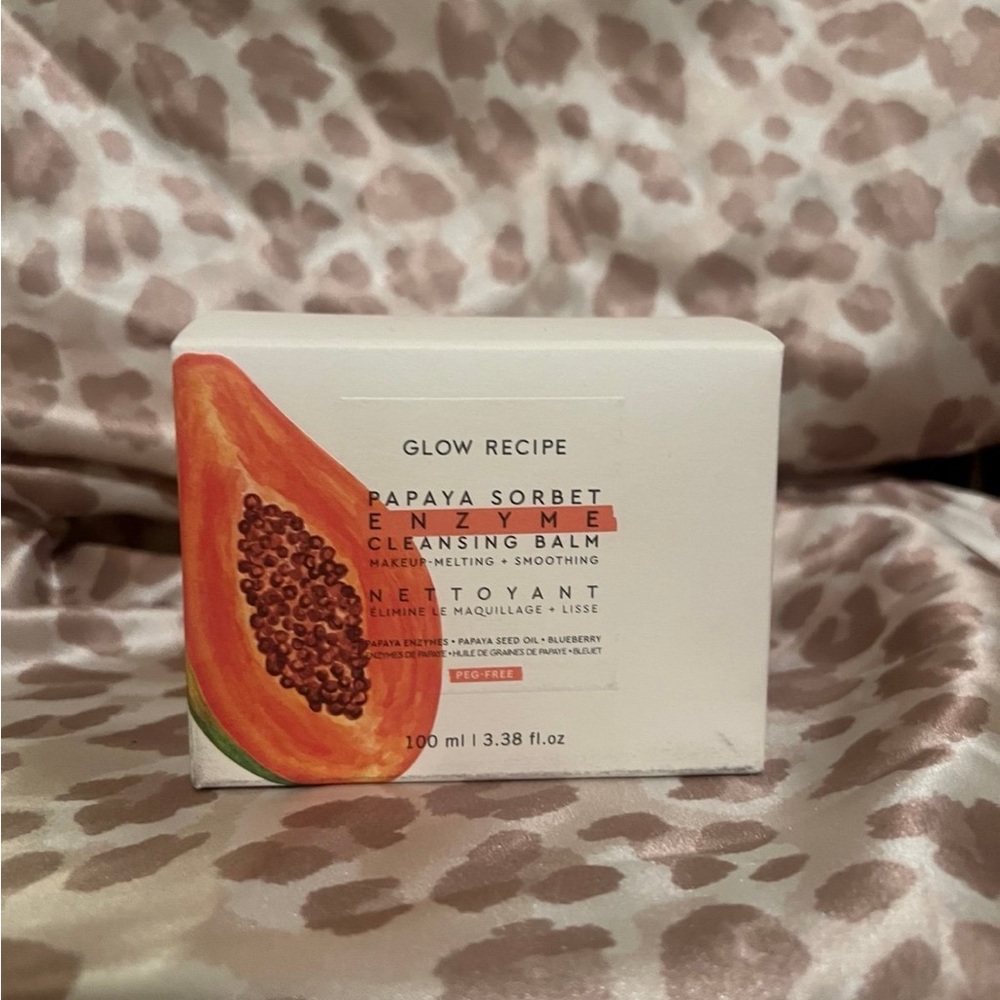 GLOW RECIPE
PAPAYA SORBET
ENZYME
CLEANSING BALM
MAKEUP-MELTING + SMOOTHING
NETTOYANT
ÉLIMINE LE MAQUILLAGE + LISSE
PAPAYA ENZYMES • PAPAYA SEED OIL • BLUEBERRY
ENZYMES DE PAPAYE • HUILE DE GRAINES DE PAPAYE • BLEUET
PEG-FREE
100 ml | 3.38 fl.oz